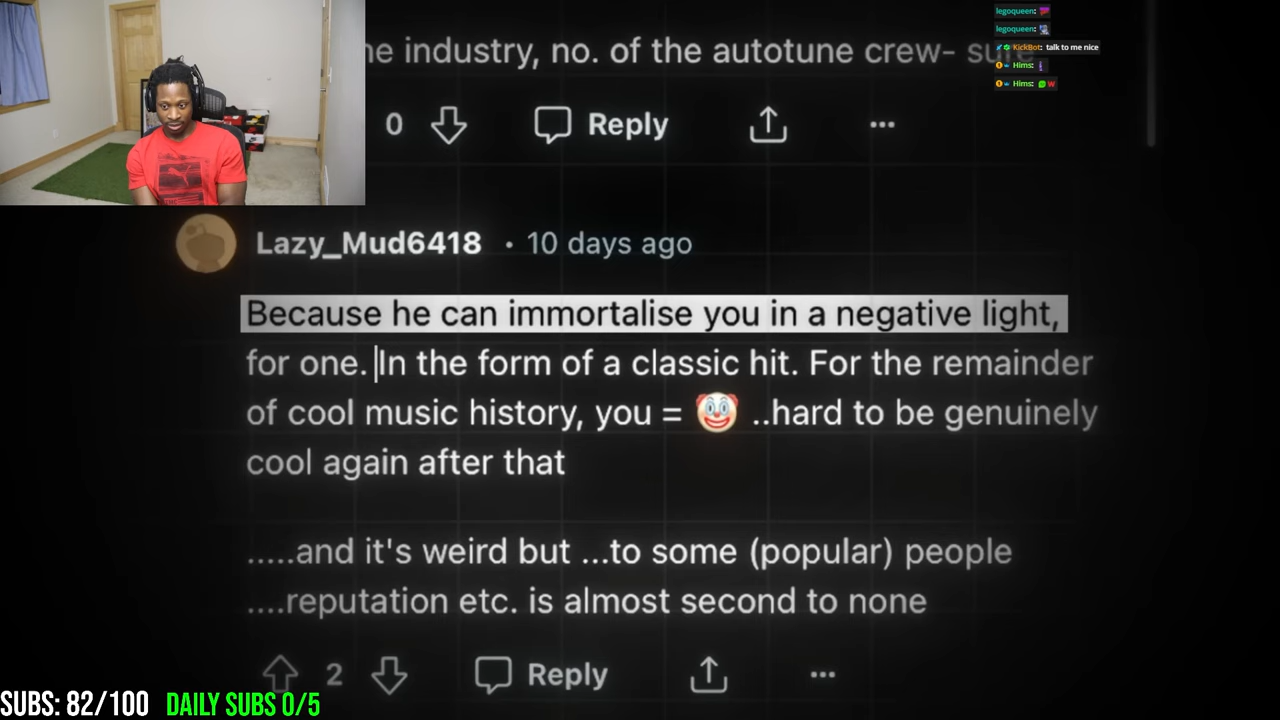 he industry, no. of the autotune crew- sure
0
Reply
Lazy_Mud6418 • 10 days ago
Because he can immortalise you in a negative light,
for one. In the form of a classic hit. For the remainder
of cool music history, you = 🤡 ..hard to be genuinely
cool again after that
.....and it's weird but ...to some (popular) people
....reputation etc. is almost second to none
2
Reply
legoqueen:
legoqueen:
KickBot: talk to me nice
Hims:
Hims: W
SUBS: 82/100 DAILY SUBS 0/5